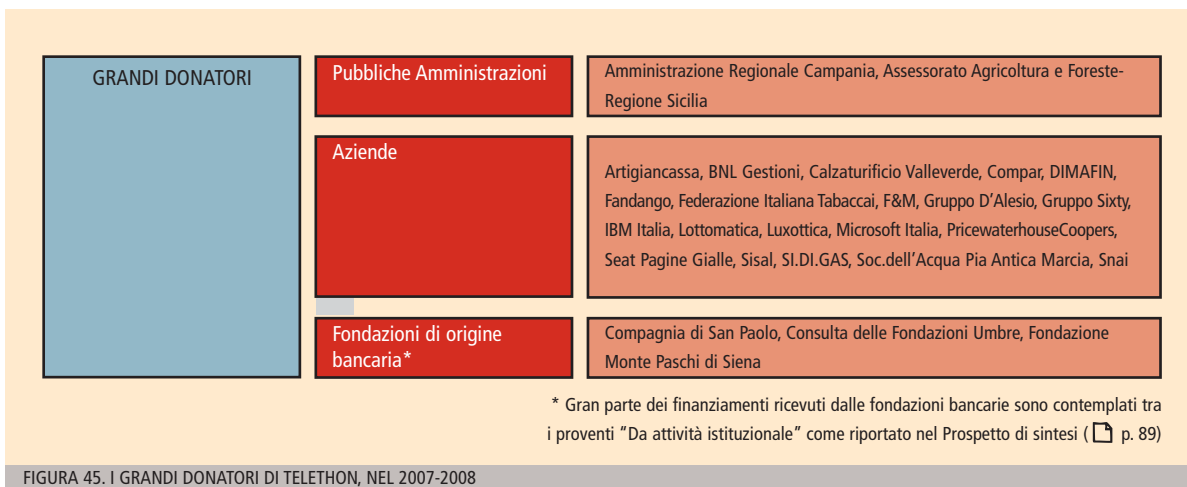 GRANDI DONATORI
Pubbliche Amministrazioni
Amministrazione Regionale Campania, Assessorato Agricoltura e Foreste-
Regione Sicilia
Aziende
Artigiancassa, BNL Gestioni, Calzaturificio Valleverde, Compar, DIMAFIN,
Fandango, Federazione Italiana Tabaccai, F&M, Gruppo D'Alesio, Gruppo Sixty,
IBM Italia, Lottomatica, Luxottica, Microsoft Italia, PricewaterhouseCoopers,
Seat Pagine Gialle, Sisal, SI.DI.GAS, Soc.dell'Acqua Pia Antica Marcia, Snai
Fondazioni di origine
bancaria*
Compagnia di San Paolo, Consulta delle Fondazioni Umbre, Fondazione
Monte Paschi di Siena
* Gran parte dei finanziamenti ricevuti dalle fondazioni bancarie sono contemplati tra
i proventi "Da attività istituzionale" come riportato nel Prospetto di sintesi ( p. 89)
FIGURA 45. I GRANDI DONATORI DI TELETHON, NEL 2007-2008